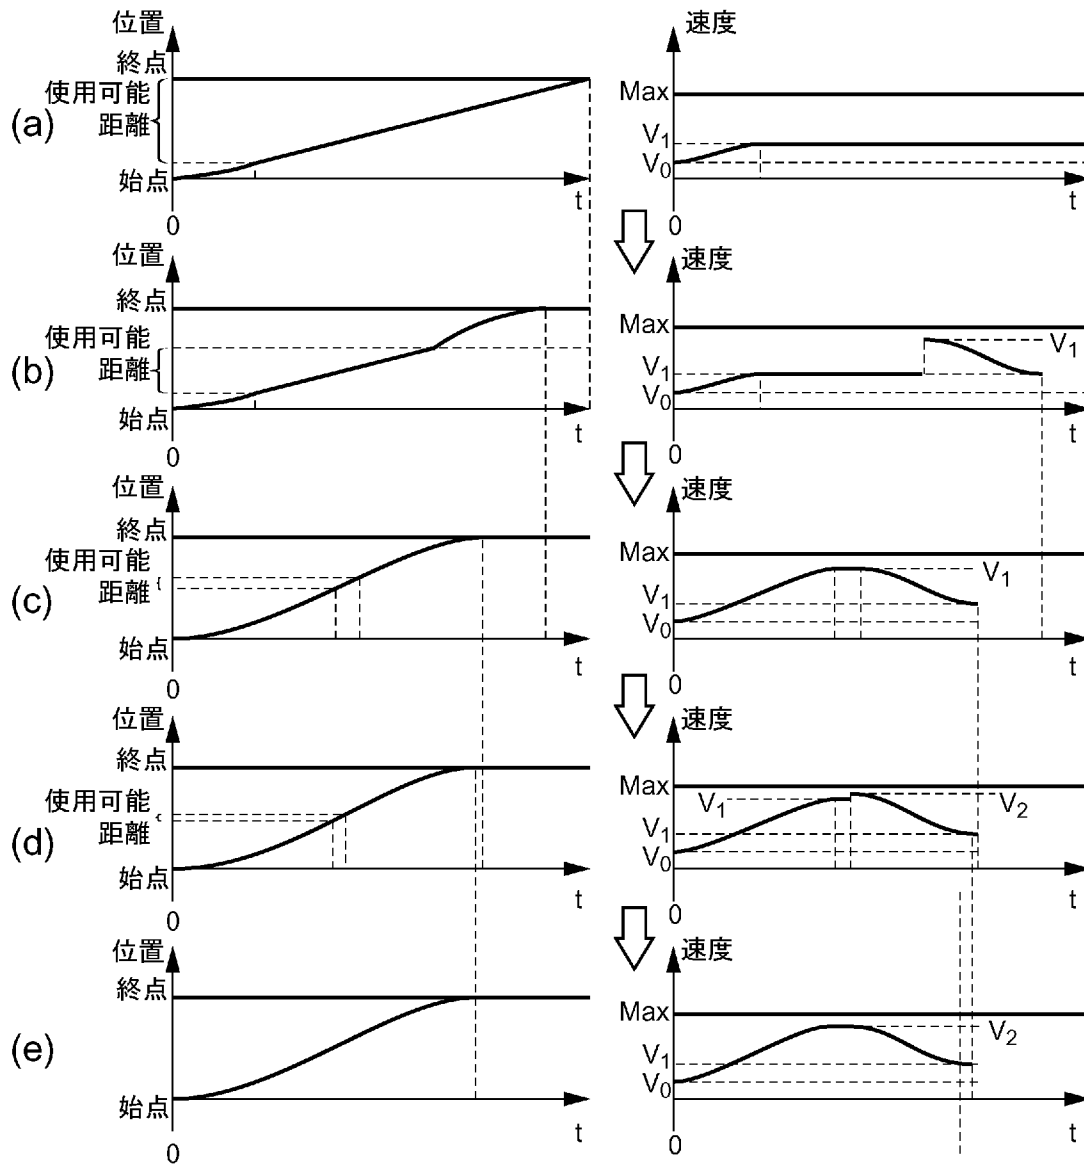 位置
終点
使用可能
距離
(a)
始点
t
0
速度
Max
V1
V0
t
0
位置
終点
使用可能
距離
(b)
始点
t
0
速度
Max
V1
V1
V0
t
0
位置
終点
使用可能
距離
(c)
始点
t
0
速度
Max
V1
V1
V0
t
0
位置
終点
使用可能
距離
(d)
始点
t
0
速度
Max
V1
V2
V1
V0
t
0
位置
終点
(e)
始点
t
0
速度
Max
V2
V1
V0
t
0